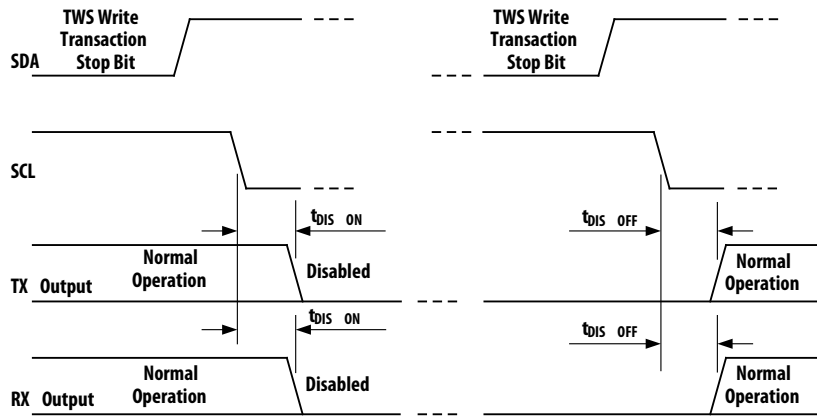 TWS Write
Transaction
Stop Bit
TWS Write
Transaction
Stop Bit
SDA
SCL
tDIS ON
tDIS OFF
Normal
Operation
Disabled
Normal
Operation
TX Output
tDIS ON
tDIS OFF
Normal
Operation
Disabled
Normal
Operation
RX Output